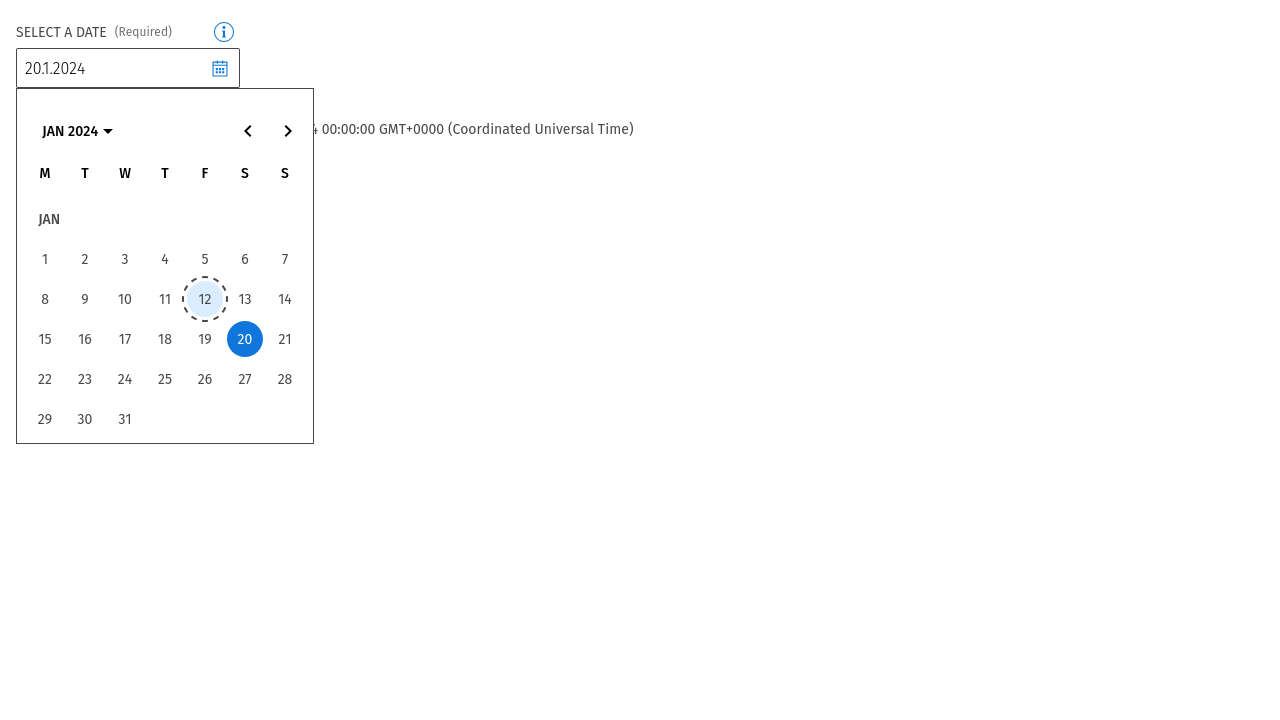 SELECT A DATE (Required)
20.1.2024
JAN 2024
00:00:00 GMT+0000 (Coordinated Universal Time)
M T W T F S S
JAN
1 2 3 4 5 6 7
8 9 10 11 12 13 14
15 16 17 18 19 20 21
22 23 24 25 26 27 28
29 30 31